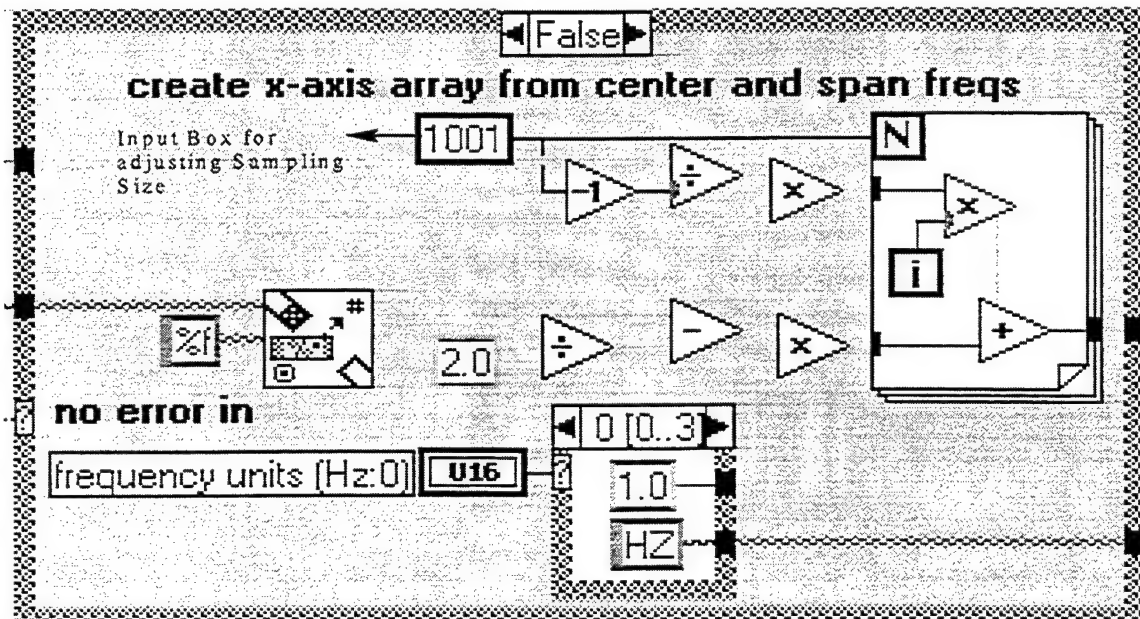 False
create x-axis array from center and span freqs
Input Box for
adjusting Sampling
Size
1001
N
-1
÷
×
×
i
#
%f
2.0
÷
-
×
+
no error in
?
0 [0..3]
frequency units (Hz:0)
U16
?
1.0
HZ